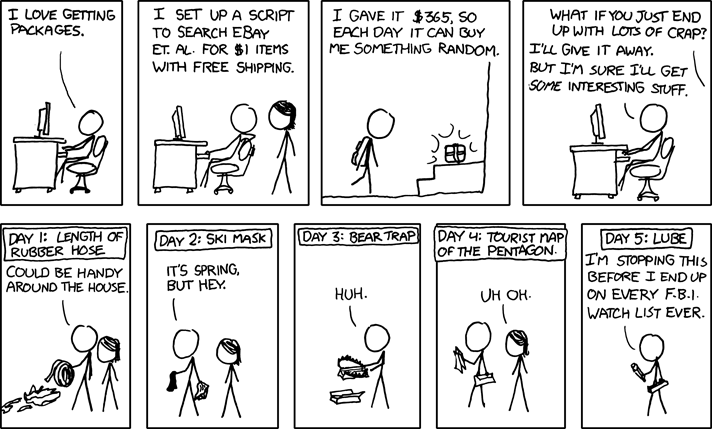 I LOVE GETTING
PACKAGES.
I SET UP A SCRIPT
TO SEARCH EBAY
ET. AL. FOR $1 ITEMS
WITH FREE SHIPPING.
I GAVE IT $365, SO
EACH DAY IT CAN BUY
ME SOMETHING RANDOM.
WHAT IF YOU JUST END
UP WITH LOTS OF CRAP?
I'LL GIVE IT AWAY.
BUT I'M SURE I'LL GET
SOME INTERESTING STUFF.
DAY 1: LENGTH OF
RUBBER HOSE
COULD BE HANDY
AROUND THE HOUSE.
DAY 2: SKI MASK
IT'S SPRING,
BUT HEY.
DAY 3: BEAR TRAP
HUH.
DAY 4: TOURIST MAP
OF THE PENTAGON.
UH OH.
DAY 5: LUBE
I'M STOPPING THIS
BEFORE I END UP
ON EVERY F.B.I.
WATCH LIST EVER.